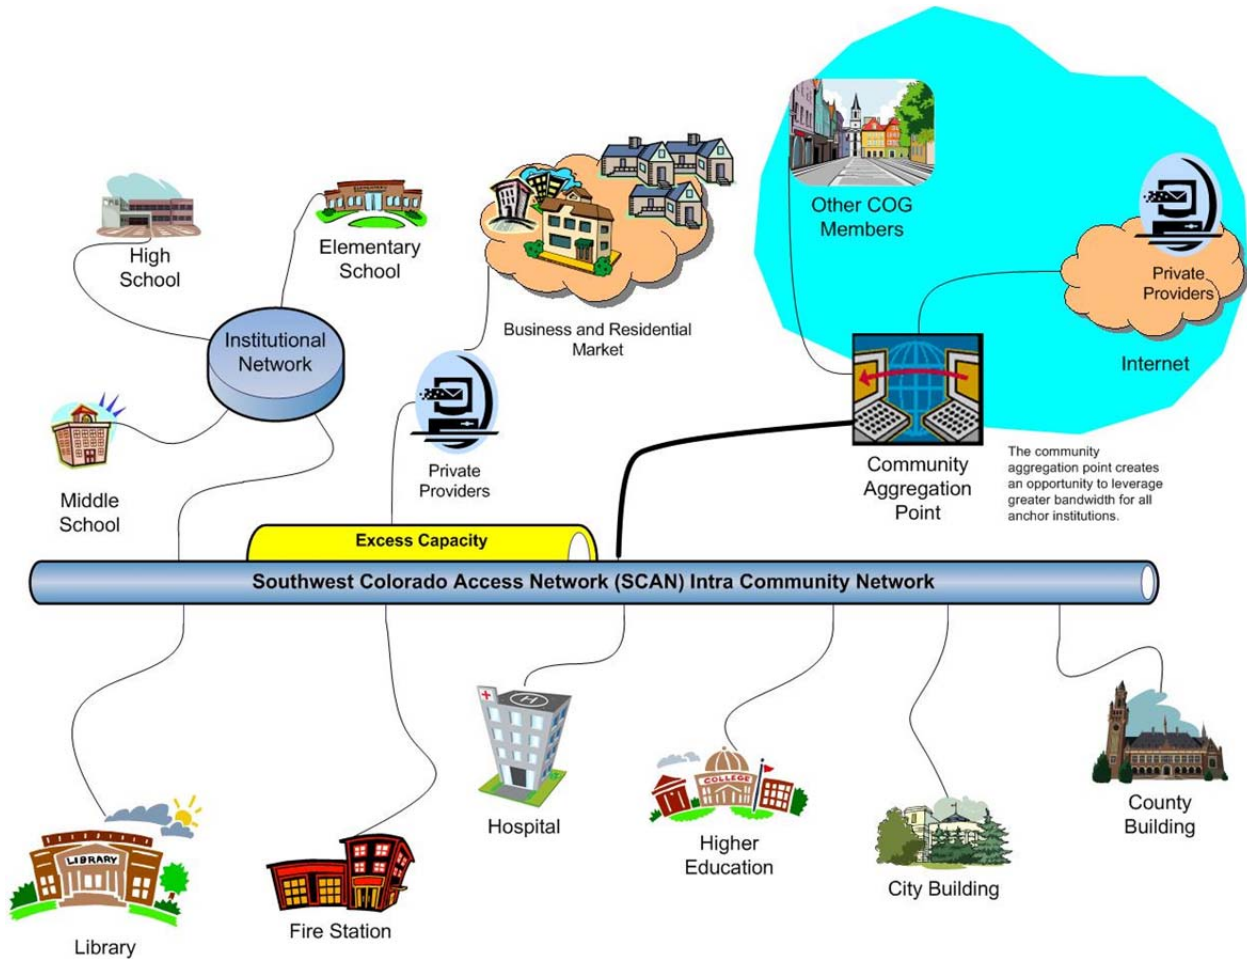 High
School
Elementary
School
Institutional
Network
Middle
School
Business and Residential
Market
Private
Providers
Other COG
Members
Private
Providers
Internet
Community
Aggregation
Point
The community
aggregation point creates
an opportunity to leverage
greater bandwidth for all
anchor institutions.
Excess Capacity
Southwest Colorado Access Network (SCAN) Intra Community Network
LIBRARY
Library
Fire Station
H
Hospital
COLLEGE
Higher
Education
City Building
County
Building